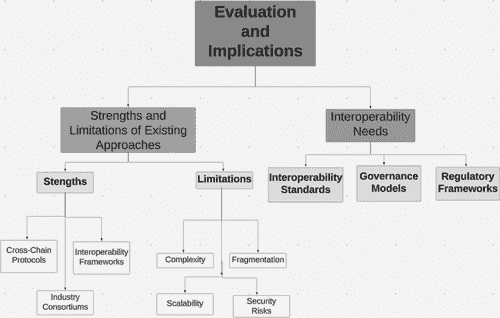 Evaluation
and
Implications
Strengths and
Limitations of Existing
Approaches
Interoperability
Needs
Stengths
Limitations
Interoperability
Standards
Governance
Models
Regulatory
Frameworks
Cross-Chain
Protocols
Interoperability
Frameworks
Industry
Consortiums
Complexity
Fragmentation
Scalability
Security
Risks